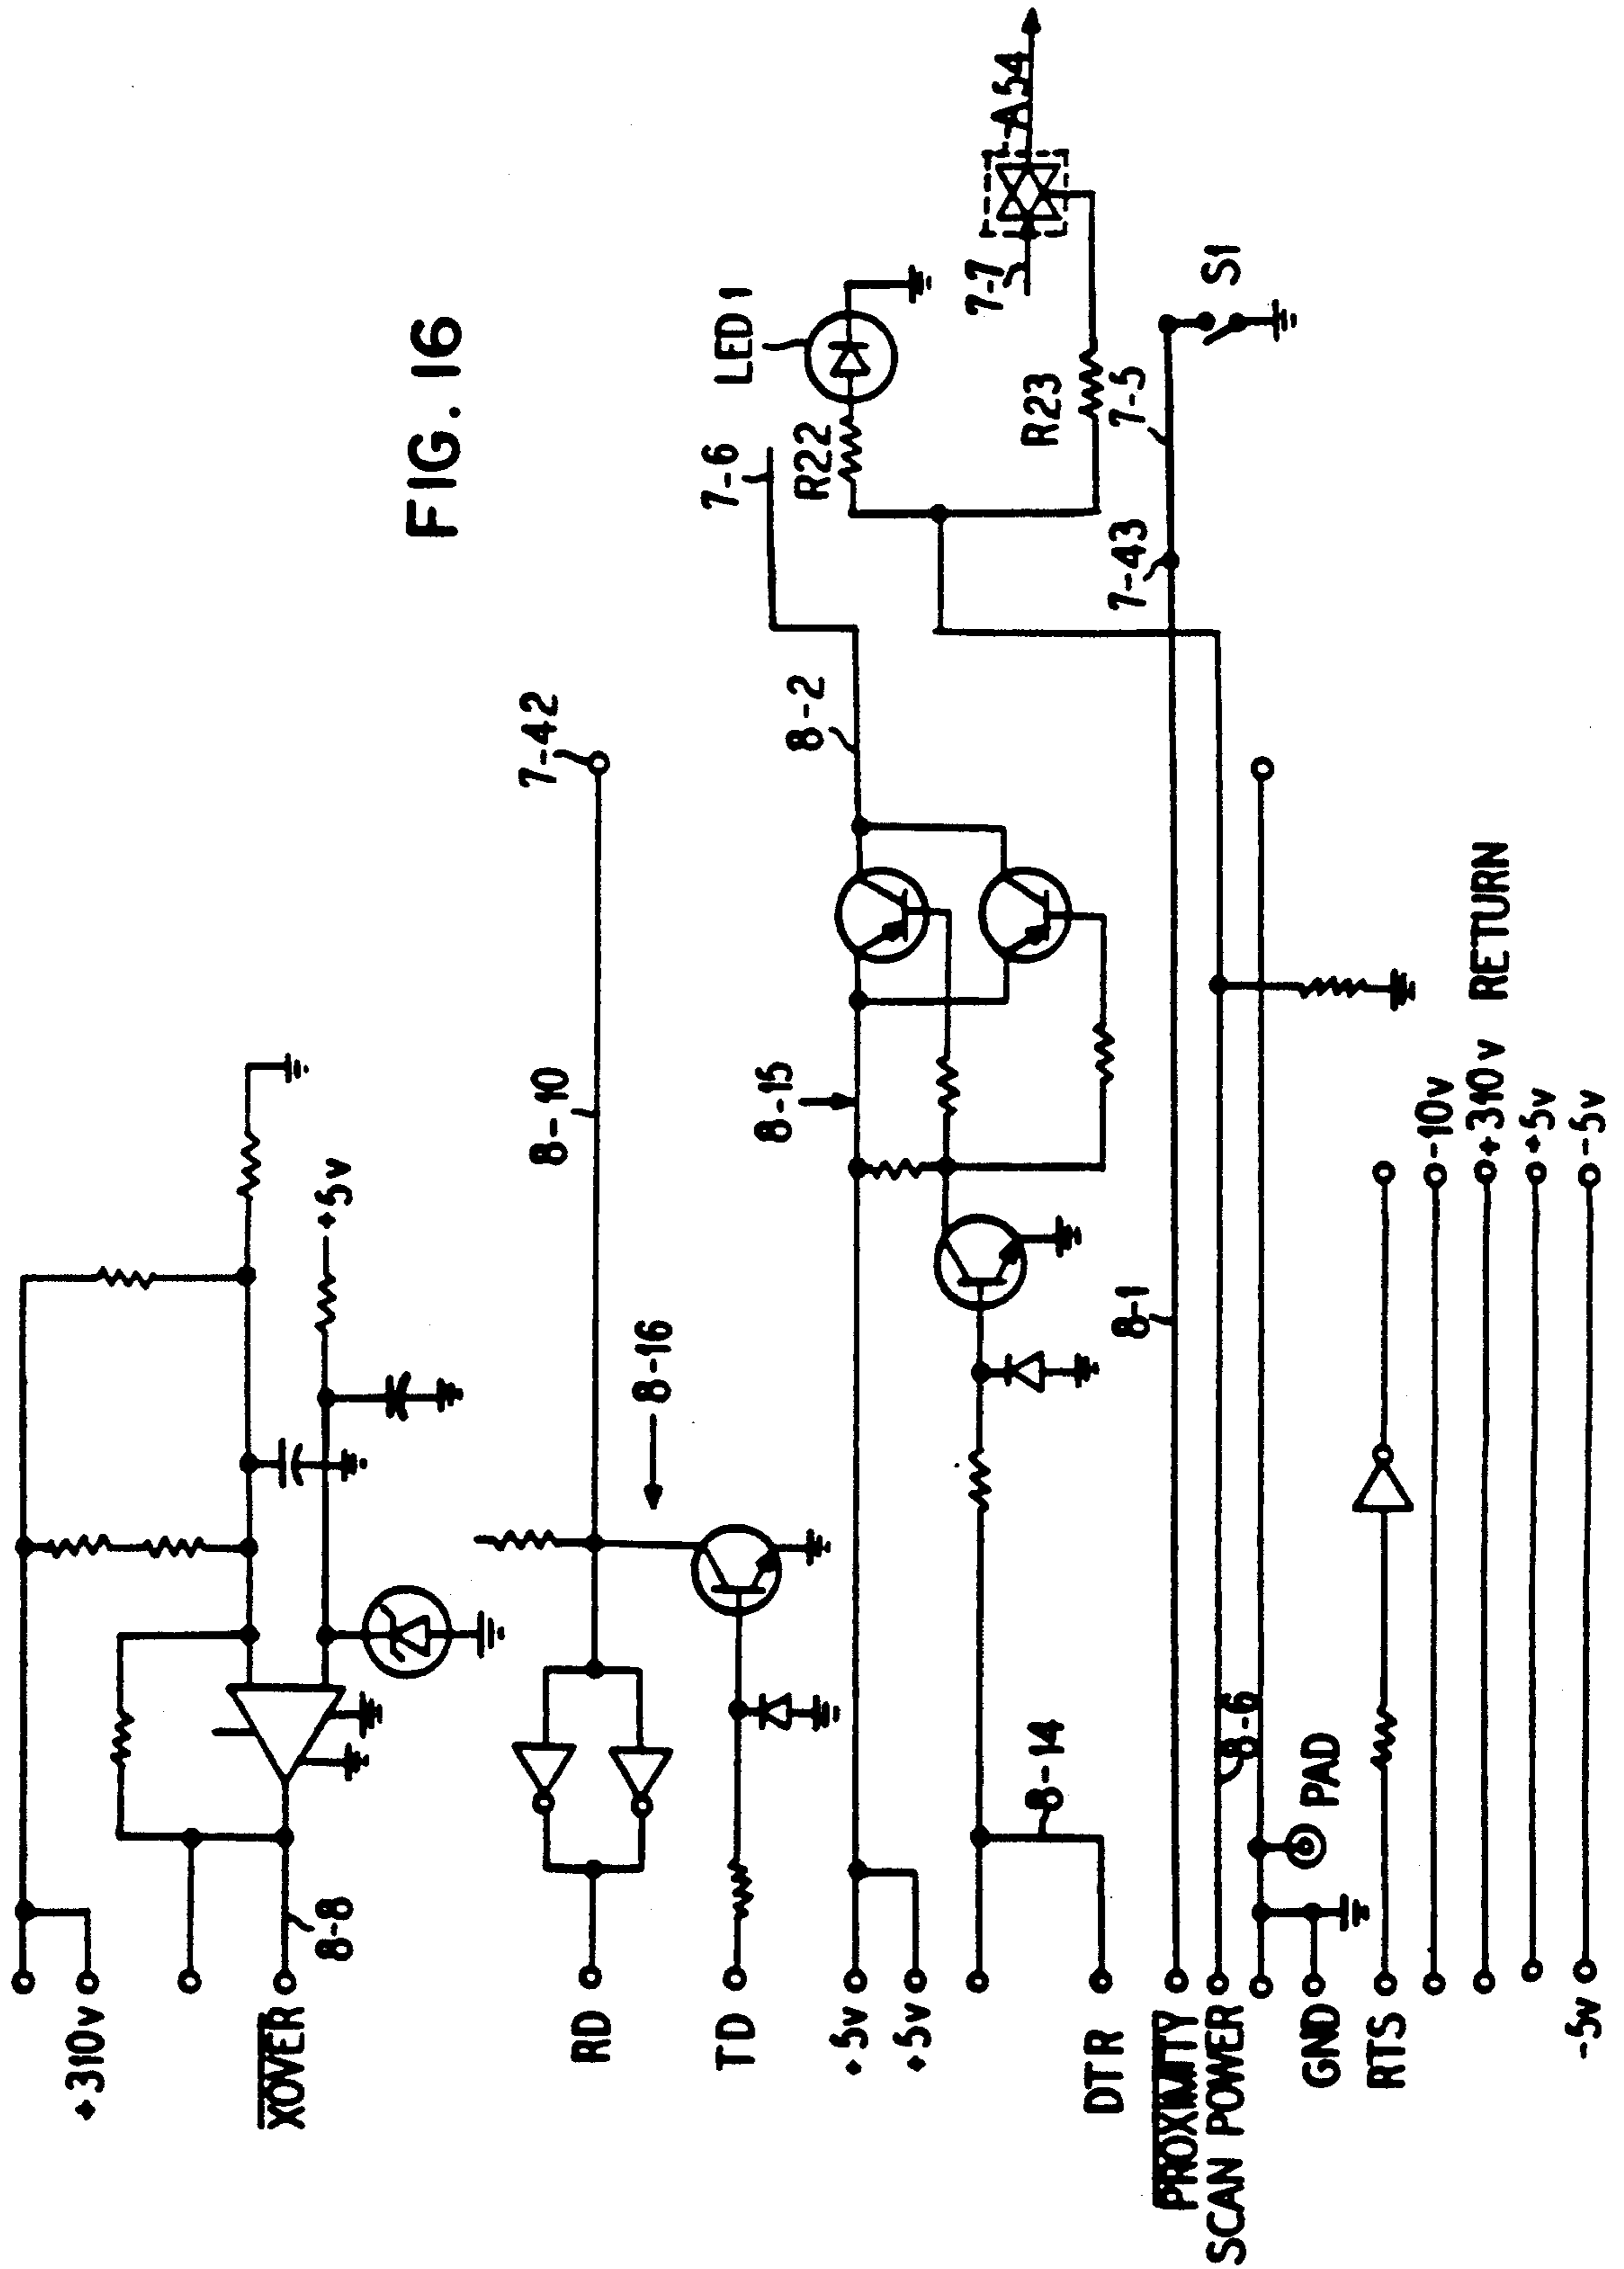 FIG. 16
+310v
XOVER
8-8
+5v
7-42
8-10
8-16
RD
TD
7-6
LED 1
R22
8-2
8-15
+5v
+5v
A54
7-7
R23
7-5
S1
7-43
8-14
DTR
8-1
PROXIMITY
SCAN POWER
8-6
PAD
GND
RTS
-10v
+310v RETURN
+5v
-5v
-5v